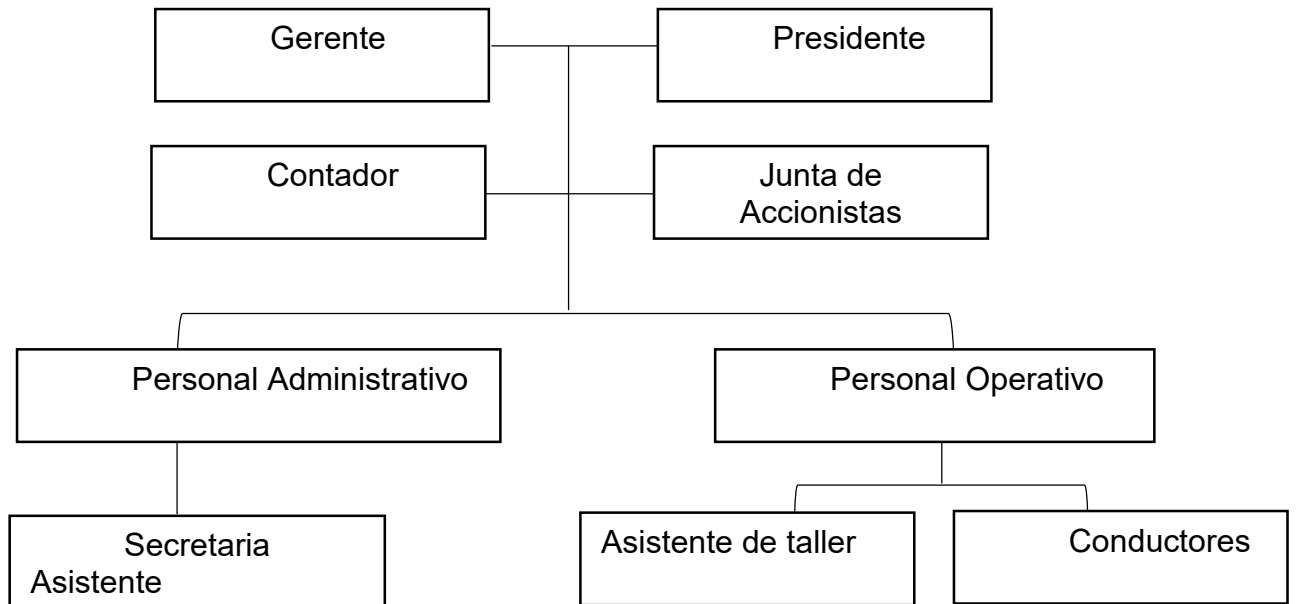 Gerente
Presidente
Contador
Junta de
Accionistas
Personal Administrativo
Personal Operativo
Secretaria
Asistente
Asistente de taller
Conductores